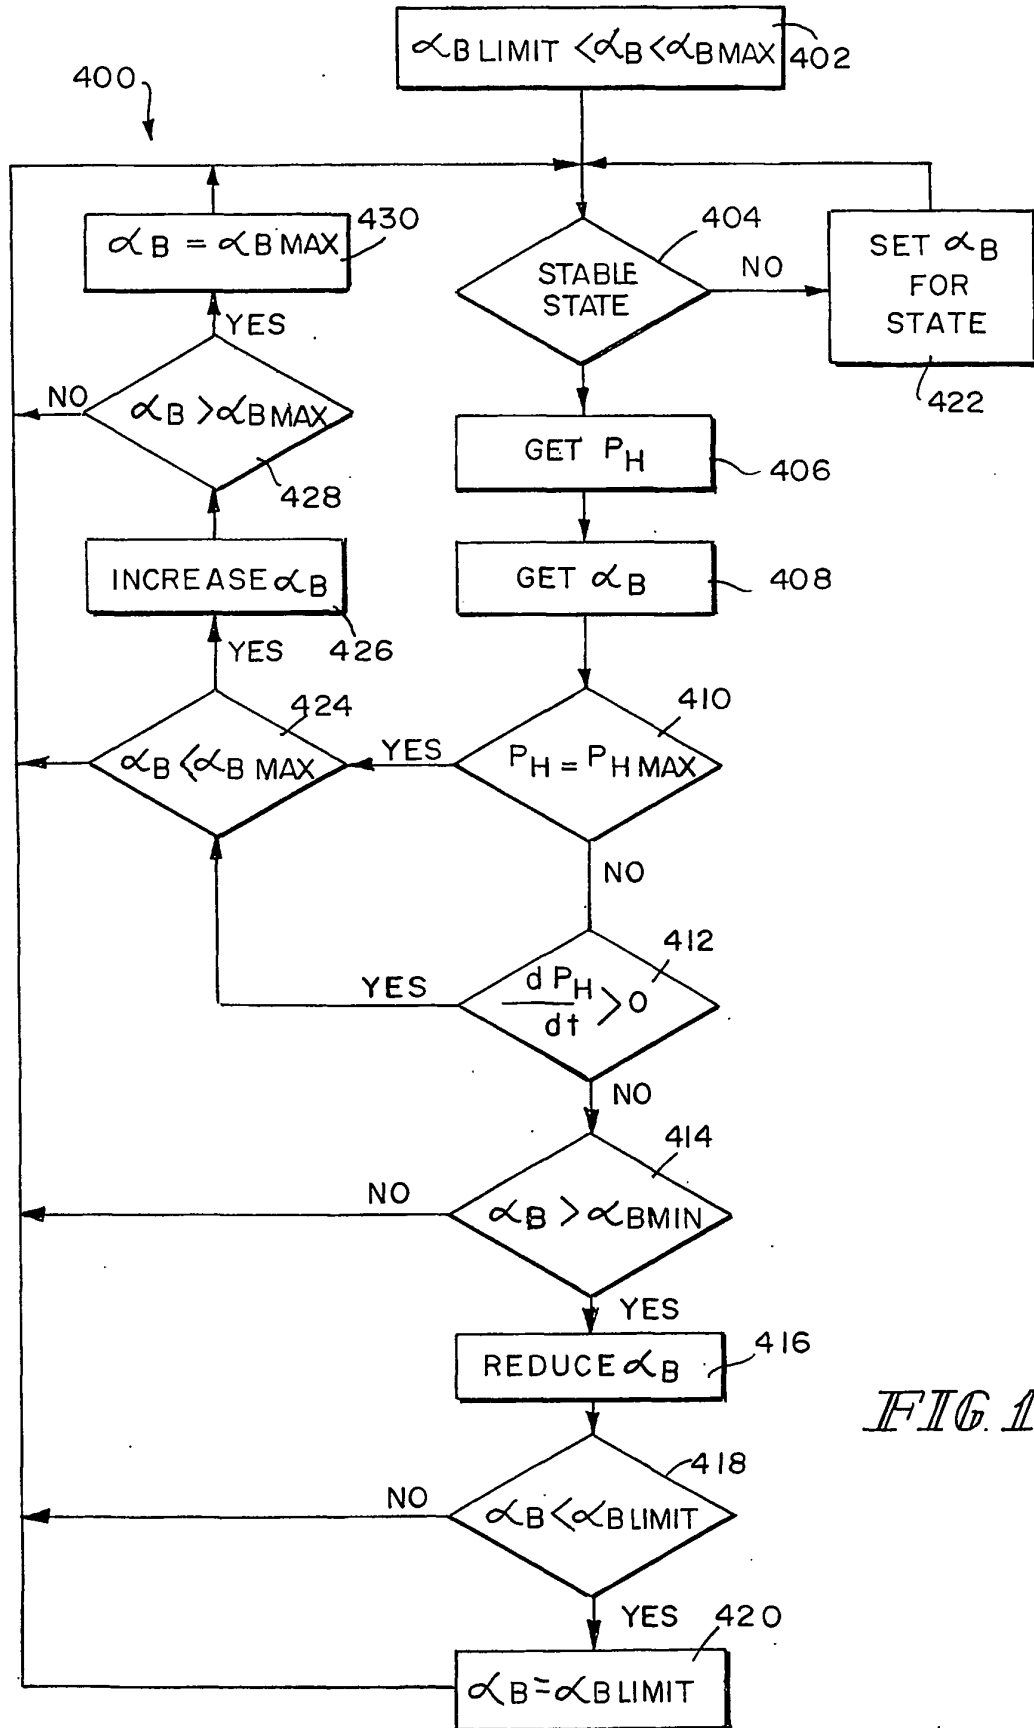 αB LIMIT < αB < αB MAX
402
400
430
αB = αB MAX
404
STABLE
STATE
NO
SET αB
FOR
STATE
422
YES
NO
αB > αB MAX
428
GET PH
406
INCREASE αB
426
GET αB
408
YES
424
αB < αB MAX
YES
410
PH = PH MAX
NO
412
YES
dPH
dt
> 0
NO
414
NO
αB > αBMIN
YES
REDUCE αB
416
FIG. 1
418
NO
αB < αB LIMIT
YES
420
αB = αB LIMIT